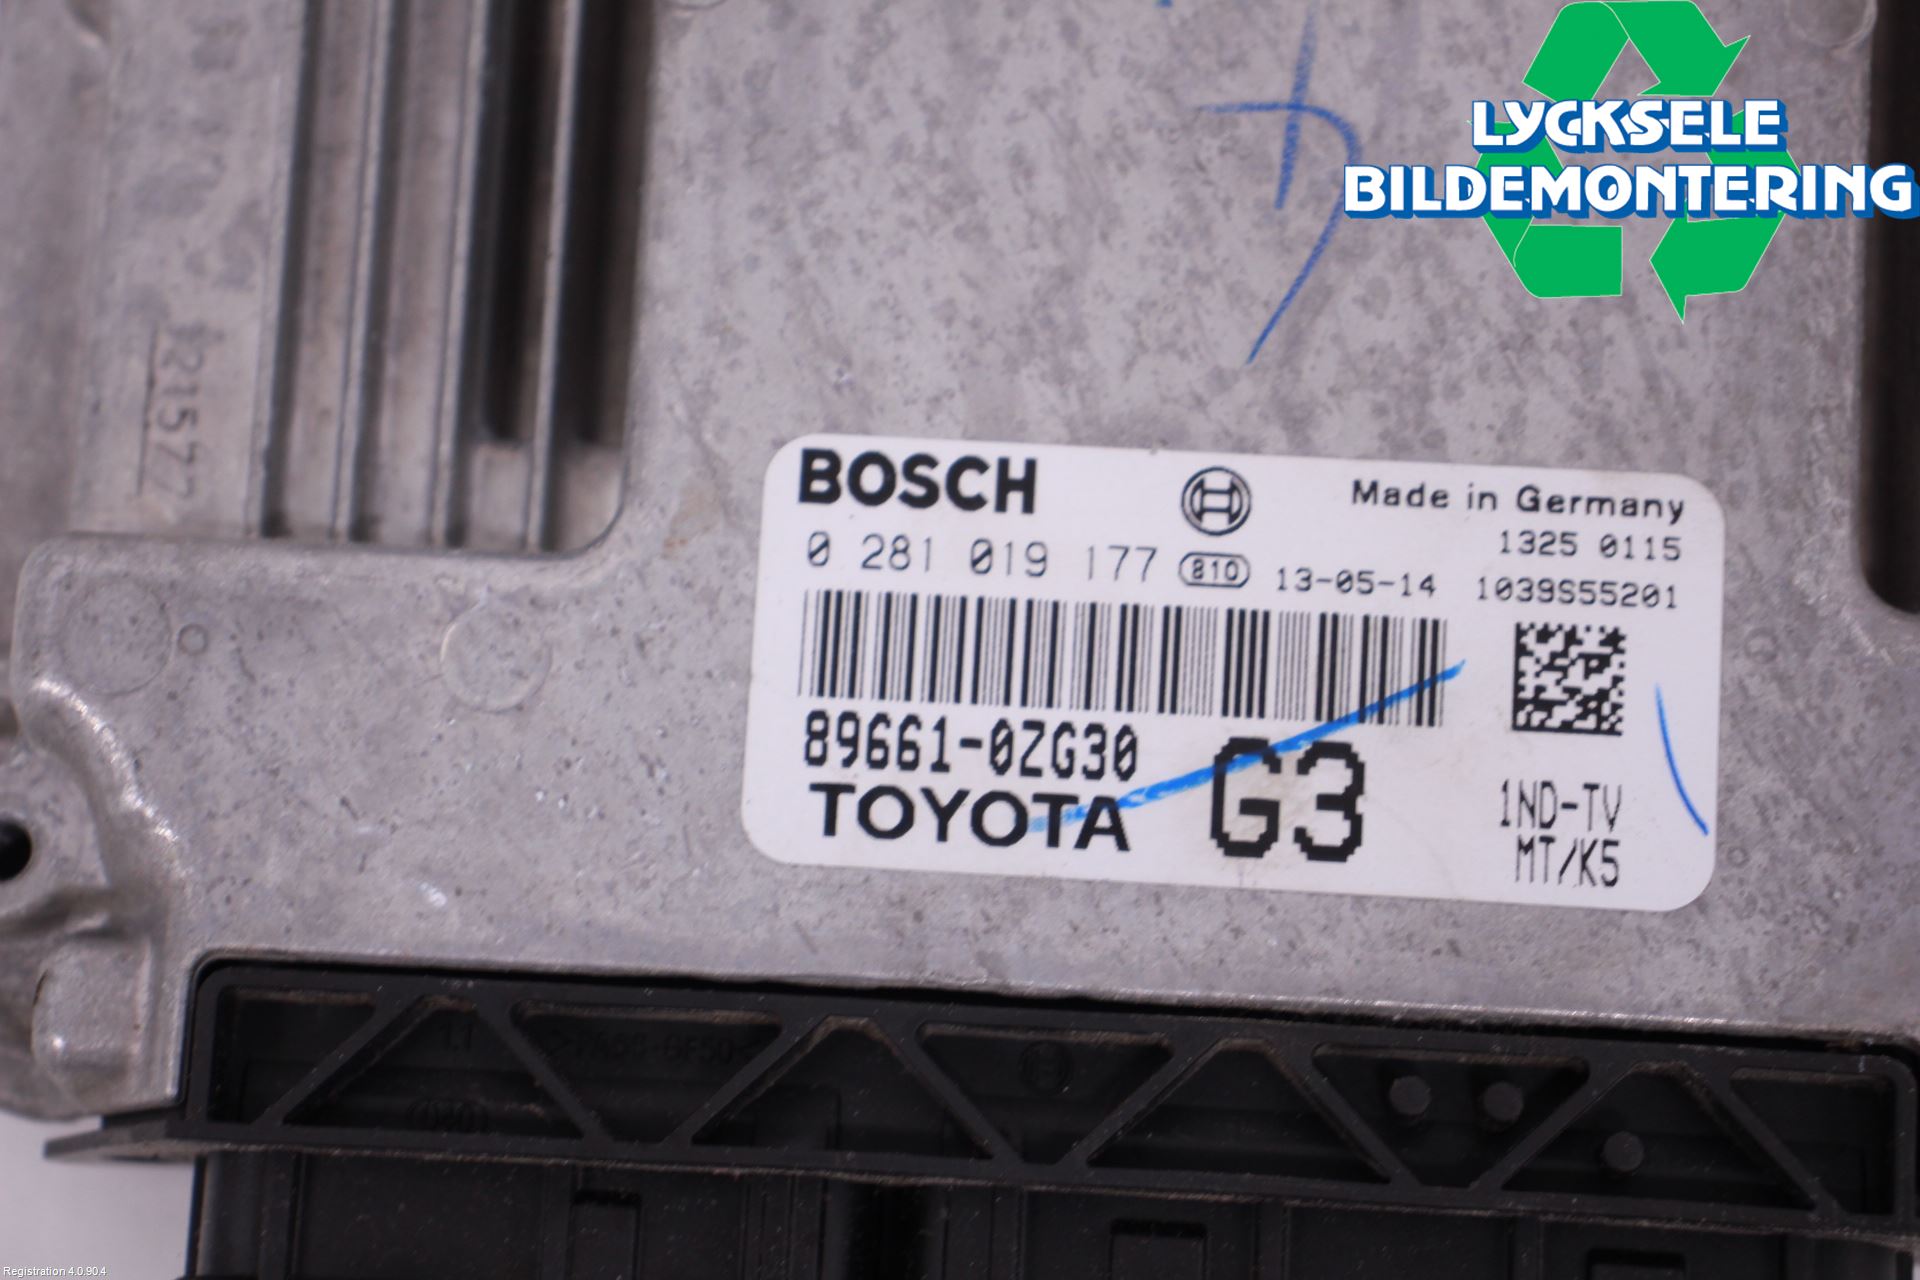 LYCKSELE
BILDEMONTERING
21577
BOSCH
Made in Germany
1325 0115
0 281 019 177 810 13-05-14 1039S55201
89661-0ZG30
TOYOTA
G3
1ND-TV
MT/K5
Registration 4.0.90.4